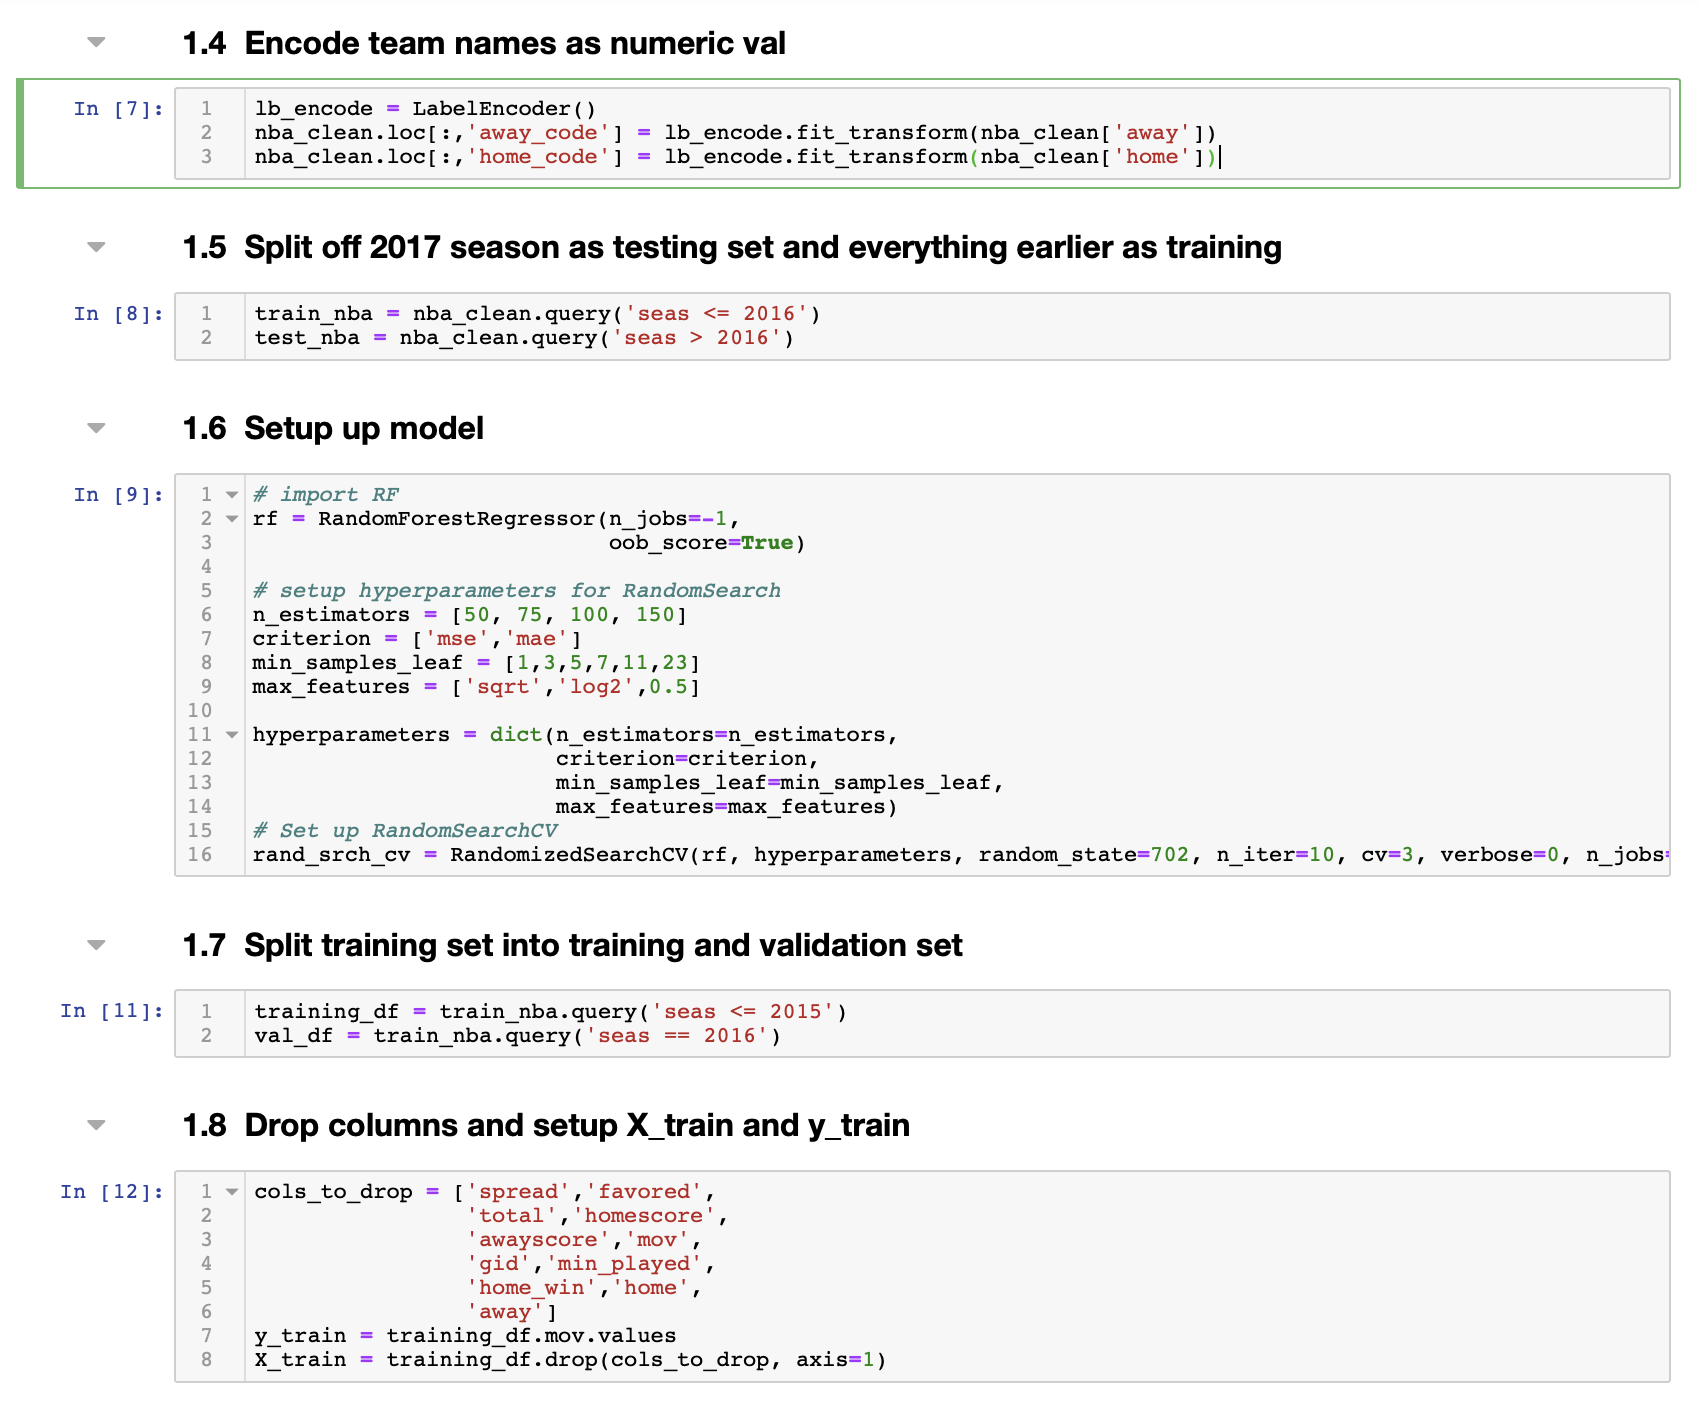 1.4 Encode team names as numeric val
In [7]:
1 lb_encode = LabelEncoder()
2 nba_clean.loc[:,'away_code'] = lb_encode.fit_transform(nba_clean['away'])
3 nba_clean.loc[:,'home_code'] = lb_encode.fit_transform(nba_clean['home'])
1.5 Split off 2017 season as testing set and everything earlier as training
In [8]:
1 train_nba = nba_clean.query('seas <= 2016')
2 test_nba = nba_clean.query('seas > 2016')
1.6 Setup up model
In [9]:
1 # import RF
2 rf = RandomForestRegressor(n_jobs=-1,
3 oob_score=True)
4
5 # setup hyperparameters for RandomSearch
6 n_estimators = [50, 75, 100, 150]
7 criterion = ['mse','mae']
8 min_samples_leaf = [1,3,5,7,11,23]
9 max_features = ['sqrt','log2',0.5]
10
11 hyperparameters = dict(n_estimators=n_estimators,
12 criterion=criterion,
13 min_samples_leaf=min_samples_leaf,
14 max_features=max_features)
15 # Set up RandomSearchCV
16 rand_srch_cv = RandomizedSearchCV(rf, hyperparameters, random_state=702, n_iter=10, cv=3, verbose=0, n_jobs=
1.7 Split training set into training and validation set
In [11]:
1 training_df = train_nba.query('seas <= 2015')
2 val_df = train_nba.query('seas == 2016')
1.8 Drop columns and setup X_train and y_train
In [12]:
1 cols_to_drop = ['spread','favored',
2 'total','homescore',
3 'awayscore','mov',
4 'gid','min_played',
5 'home_win','home',
6 'away']
7 y_train = training_df.mov.values
8 X_train = training_df.drop(cols_to_drop, axis=1)